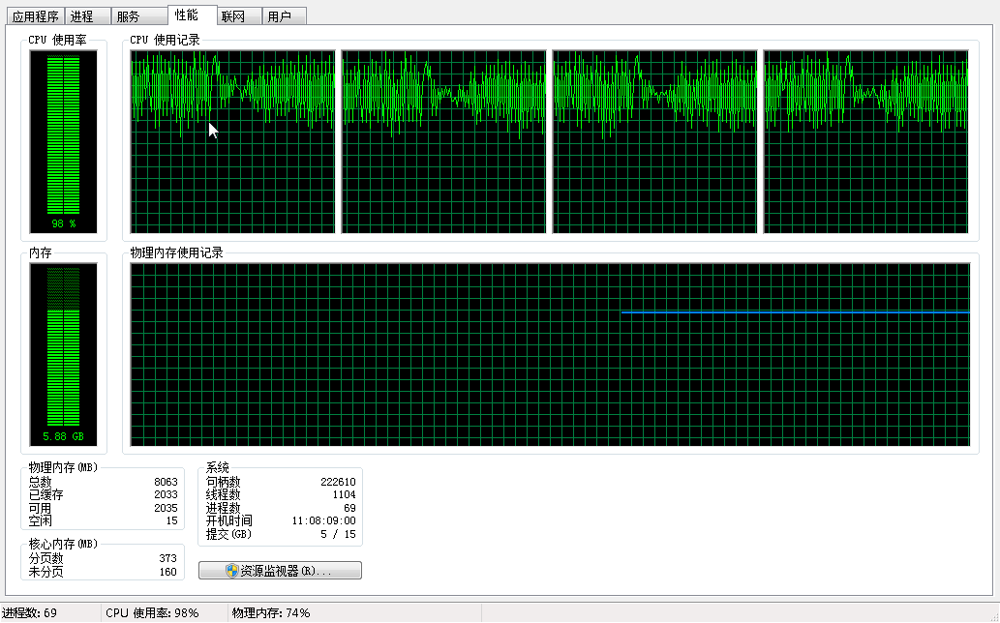 应用程序 进程 服务 性能 联网 用户
CPU 使用率
CPU 使用记录
98 %
内存
物理内存使用记录
5.88 GB
物理内存(MB)
总数 8063
已缓存 2033
可用 2035
空闲 15
核心内存(MB)
分页数 373
未分页 160
系统
句柄数 222610
线程数 1104
进程数 69
开机时间 11:08:09:00
提交(GB) 5 / 15
资源监视器(R)...
进程数: 69 CPU 使用率: 98% 物理内存: 74%